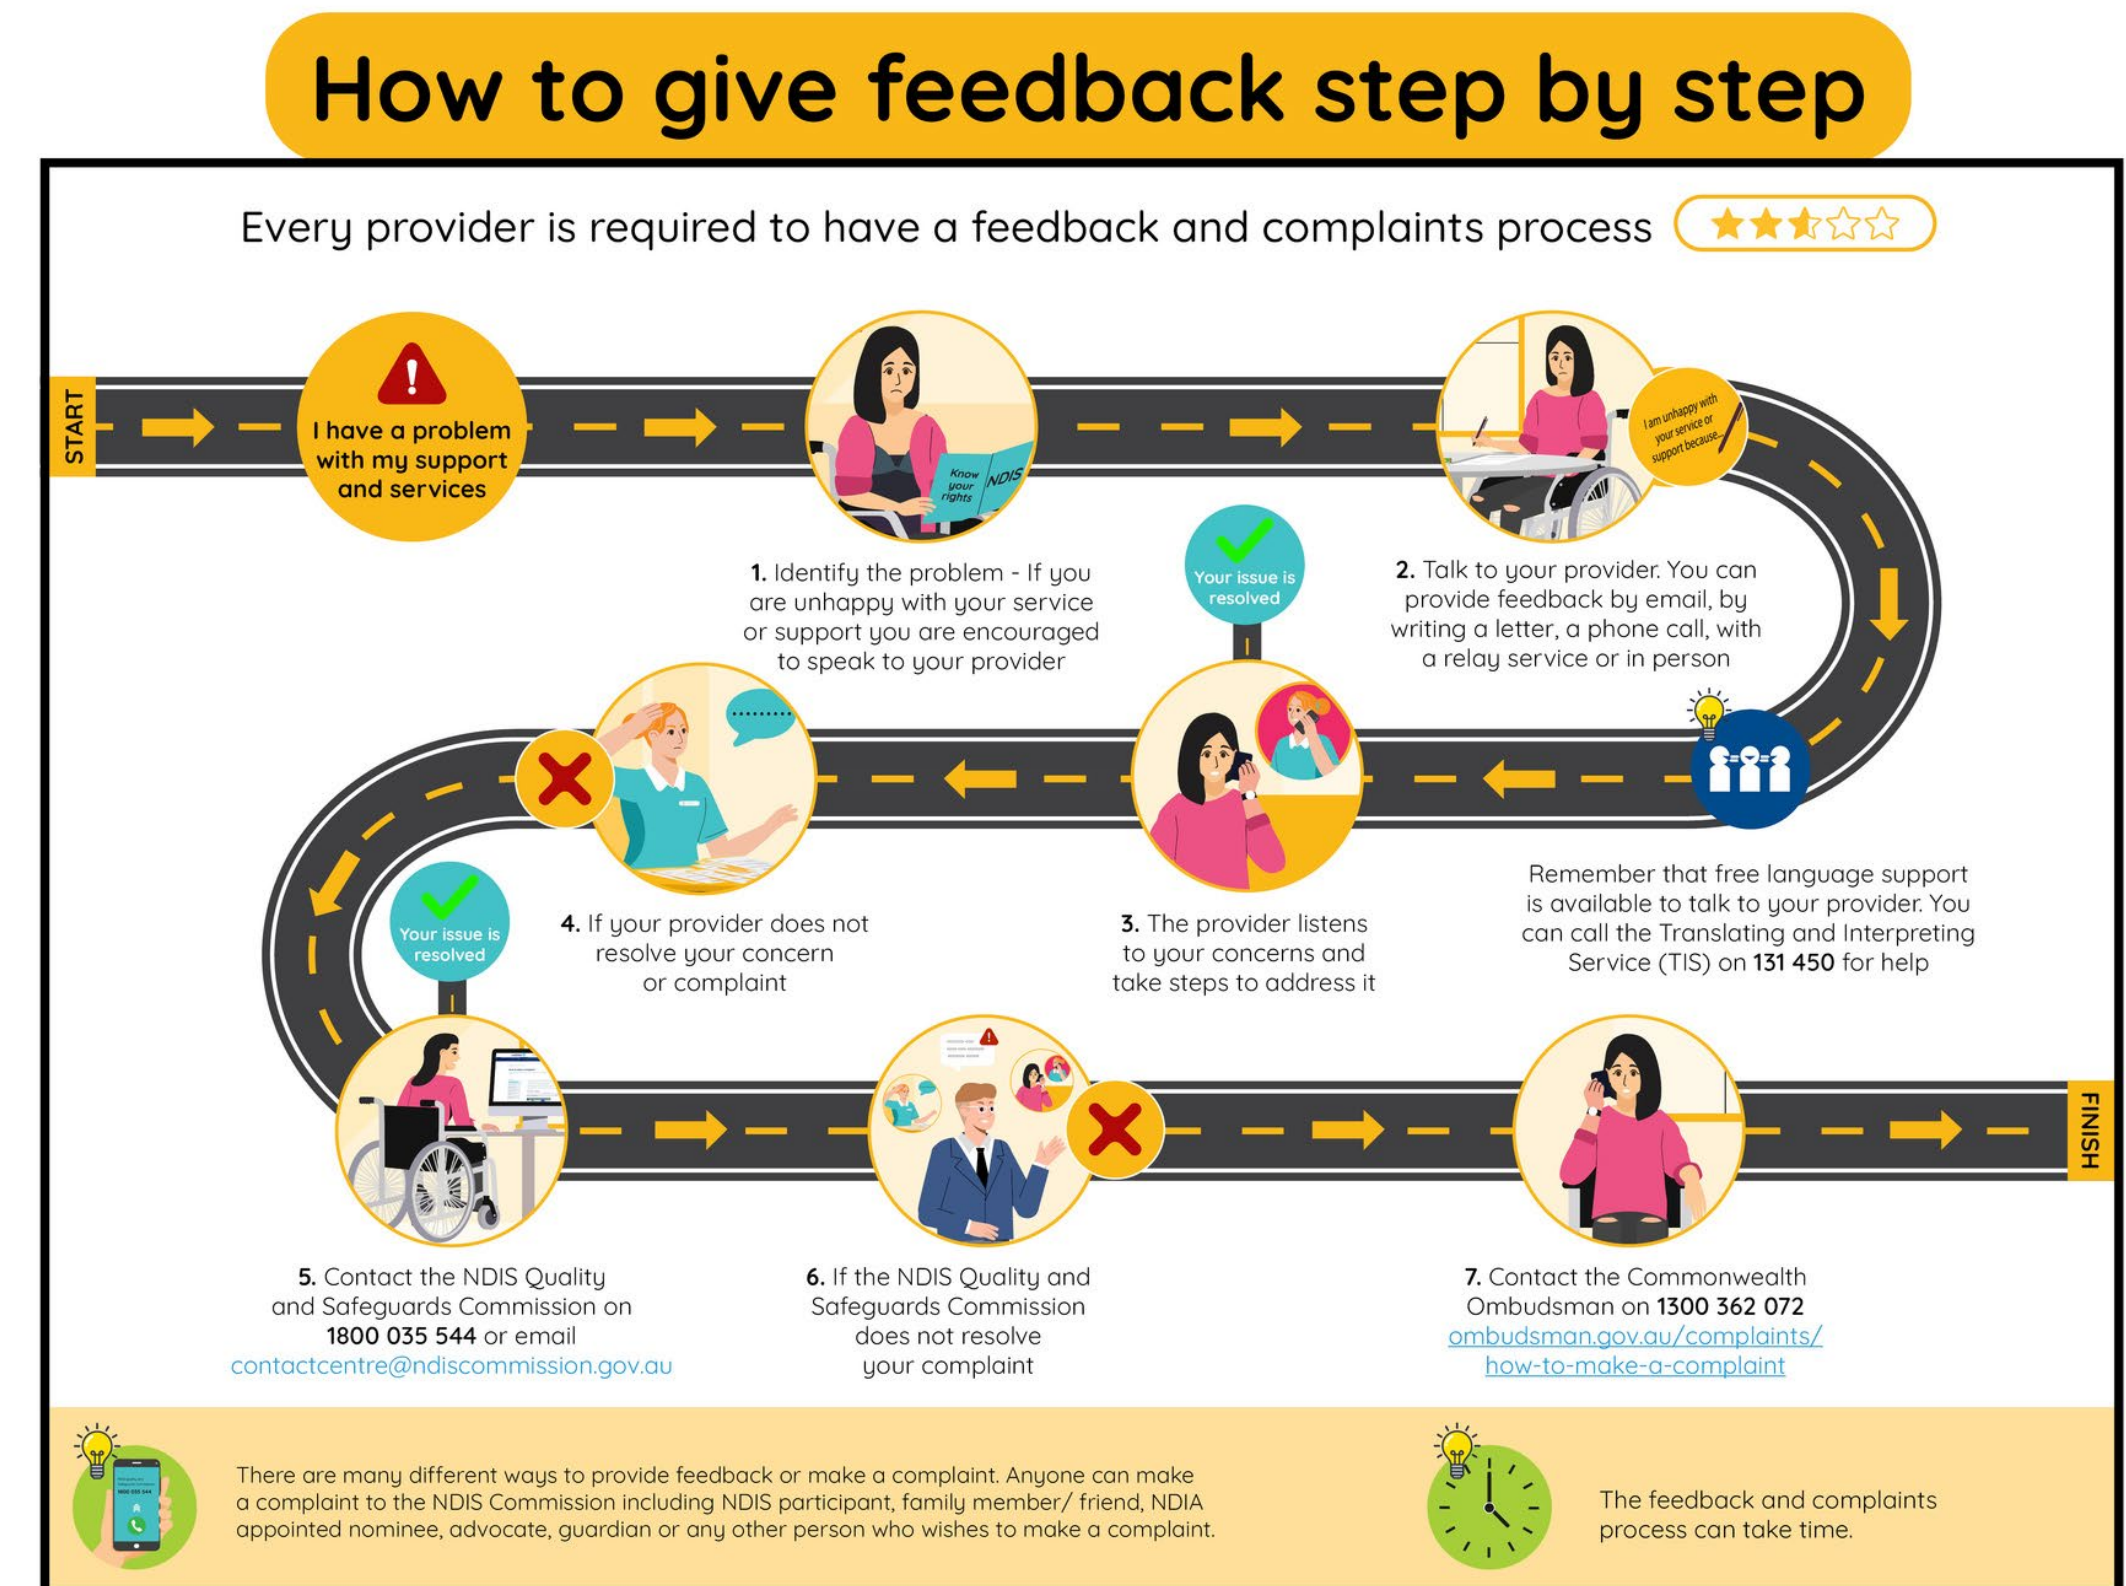 How to give feedback step by step
Every provider is required to have a feedback and complaints process
START
I have a problem
with my support
and services
Know
your
rights
NDIS
I am unhappy with
your service or
support because...
1. Identify the problem - If you
are unhappy with your service
or support you are encouraged
to speak to your provider
2. Talk to your provider. You can
provide feedback by email, by
writing a letter, a phone call, with
a relay service or in person
Remember that free language support
is available to talk to your provider. You
can call the Translating and Interpreting
Service (TIS) on 131 450 for help
Your issue is
resolved
3. The provider listens
to your concerns and
take steps to address it
4. If your provider does not
resolve your concern
or complaint
Your issue is
resolved
5. Contact the NDIS Quality
and Safeguards Commission on
1800 035 544 or email
contactcentre@ndiscommission.gov.au
6. If the NDIS Quality and
Safeguards Commission
does not resolve
your complaint
7. Contact the Commonwealth
Ombudsman on 1300 362 072
ombudsman.gov.au/complaints/
how-to-make-a-complaint
FINISH
1800 035 544
There are many different ways to provide feedback or make a complaint. Anyone can make
a complaint to the NDIS Commission including NDIS participant, family member/ friend, NDIA
appointed nominee, advocate, guardian or any other person who wishes to make a complaint.
The feedback and complaints
process can take time.